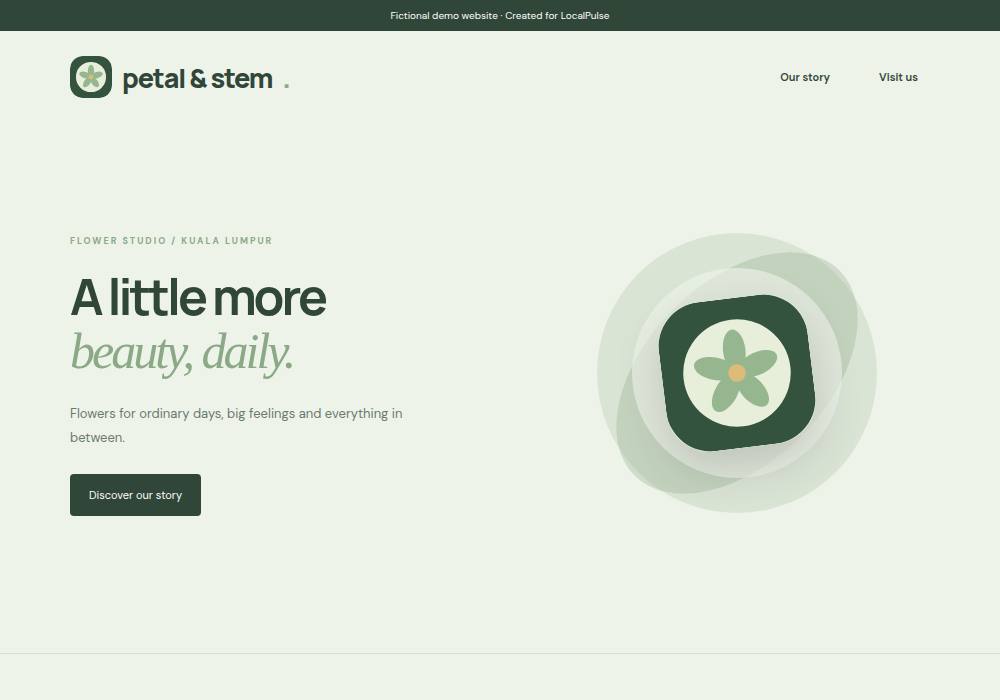 Fictional demo website · Created for LocalPulse
petal & stem .
Our story
Visit us
FLOWER STUDIO / KUALA LUMPUR
A little more
beauty, daily.
Flowers for ordinary days, big feelings and everything in
between.
Discover our story